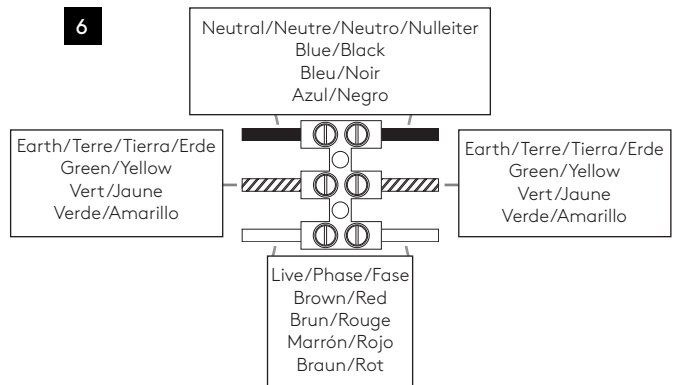 6
Neutral/Neutre/Neutro/Nulleiter
Blue/Black
Bleu/Noir
Azul/Negro
Earth/Terre/Tierra/Erde
Green/Yellow
Vert/Jaune
Verde/Amarillo
Earth/Terre/Tierra/Erde
Green/Yellow
Vert/Jaune
Verde/Amarillo
Live/Phase/Fase
Brown/Red
Brun/Rouge
Marrón/Rojo
Braun/Rot